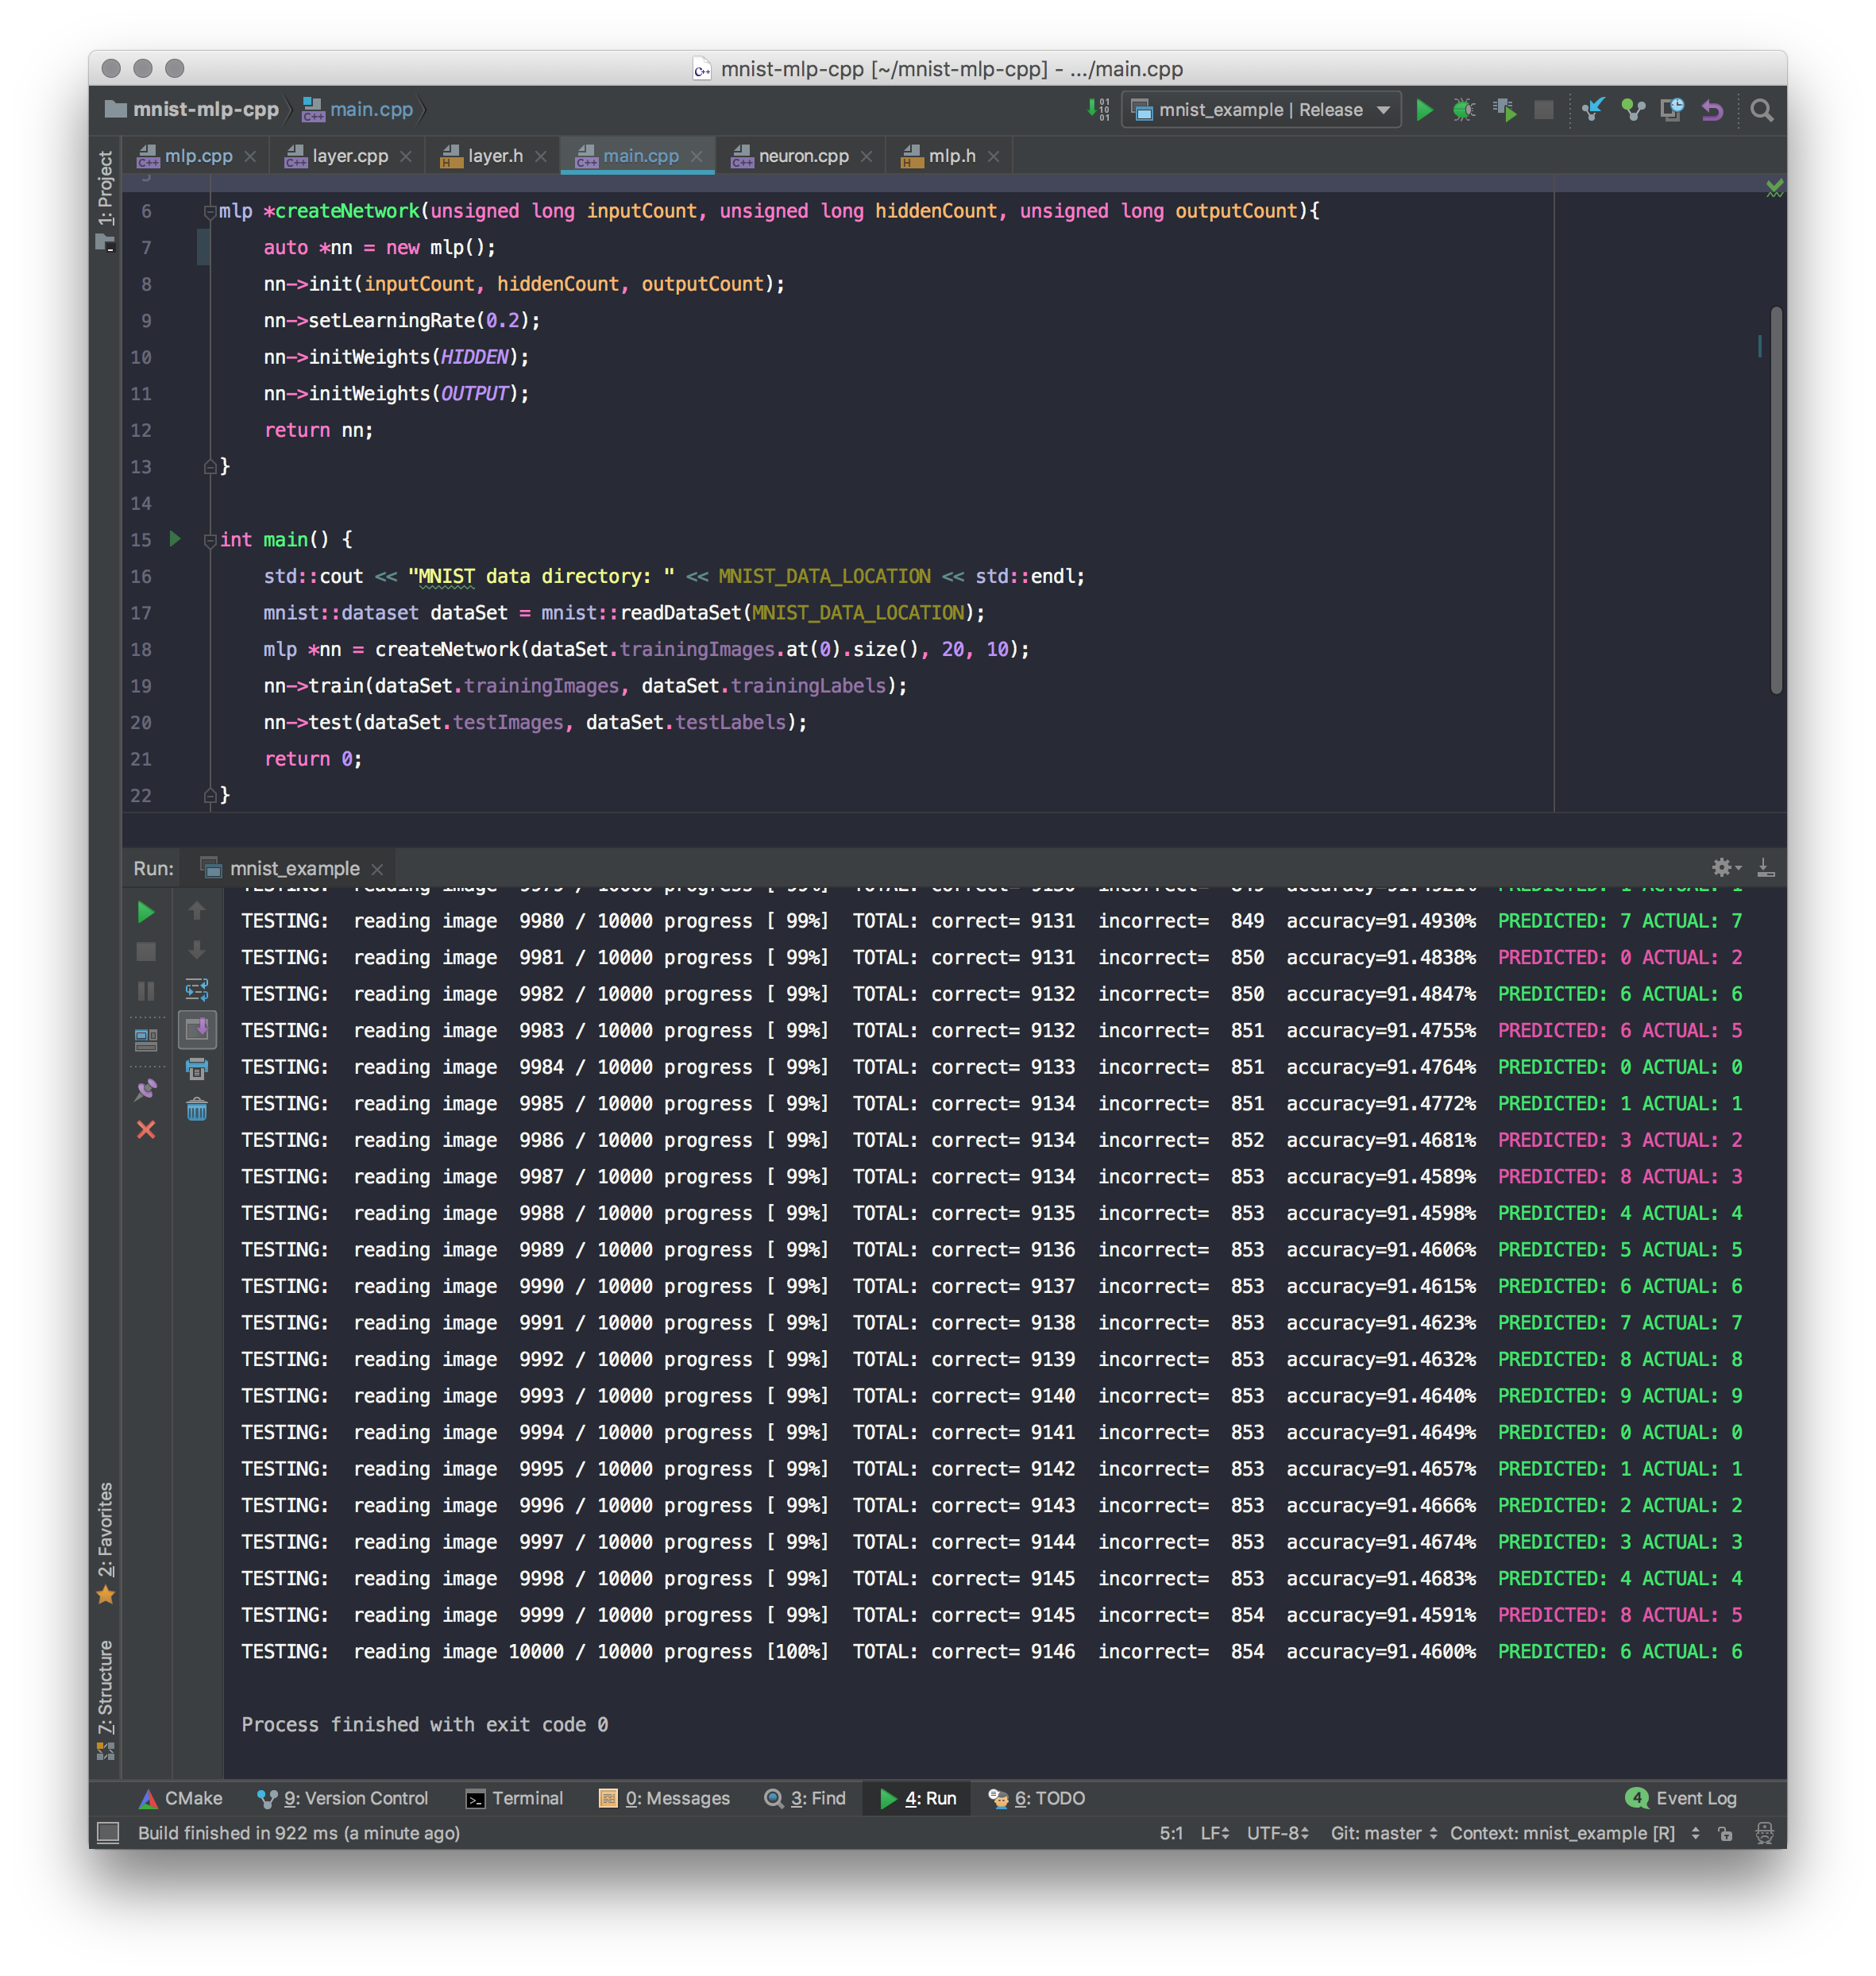 mnist-mlp-cpp [~/mnist-mlp-cpp] - .../main.cpp
mnist-mlp-cpp main.cpp mnist_example | Release
mlp.cpp layer.cpp layer.h main.cpp neuron.cpp mlp.h
1: Project
6 mlp *createNetwork(unsigned long inputCount, unsigned long hiddenCount, unsigned long outputCount){
7 auto *nn = new mlp();
8 nn->init(inputCount, hiddenCount, outputCount);
9 nn->setLearningRate(0.2);
10 nn->initWeights(HIDDEN);
11 nn->initWeights(OUTPUT);
12 return nn;
13 }
14
15 int main() {
16 std::cout << "MNIST data directory: " << MNIST_DATA_LOCATION << std::endl;
17 mnist::dataset dataSet = mnist::readDataSet(MNIST_DATA_LOCATION);
18 mlp *nn = createNetwork(dataSet.trainingImages.at(0).size(), 20, 10);
19 nn->train(dataSet.trainingImages, dataSet.trainingLabels);
20 nn->test(dataSet.testImages, dataSet.testLabels);
21 return 0;
22 }
Run: mnist_example
TESTING: reading image 9980 / 10000 progress [ 99%] TOTAL: correct= 9131 incorrect= 849 accuracy=91.4930% PREDICTED: 7 ACTUAL: 7
TESTING: reading image 9981 / 10000 progress [ 99%] TOTAL: correct= 9131 incorrect= 850 accuracy=91.4838% PREDICTED: 0 ACTUAL: 2
TESTING: reading image 9982 / 10000 progress [ 99%] TOTAL: correct= 9132 incorrect= 850 accuracy=91.4847% PREDICTED: 6 ACTUAL: 6
TESTING: reading image 9983 / 10000 progress [ 99%] TOTAL: correct= 9132 incorrect= 851 accuracy=91.4755% PREDICTED: 6 ACTUAL: 5
TESTING: reading image 9984 / 10000 progress [ 99%] TOTAL: correct= 9133 incorrect= 851 accuracy=91.4764% PREDICTED: 0 ACTUAL: 0
TESTING: reading image 9985 / 10000 progress [ 99%] TOTAL: correct= 9134 incorrect= 851 accuracy=91.4772% PREDICTED: 1 ACTUAL: 1
TESTING: reading image 9986 / 10000 progress [ 99%] TOTAL: correct= 9134 incorrect= 852 accuracy=91.4681% PREDICTED: 3 ACTUAL: 2
TESTING: reading image 9987 / 10000 progress [ 99%] TOTAL: correct= 9134 incorrect= 853 accuracy=91.4589% PREDICTED: 8 ACTUAL: 3
TESTING: reading image 9988 / 10000 progress [ 99%] TOTAL: correct= 9135 incorrect= 853 accuracy=91.4598% PREDICTED: 4 ACTUAL: 4
TESTING: reading image 9989 / 10000 progress [ 99%] TOTAL: correct= 9136 incorrect= 853 accuracy=91.4606% PREDICTED: 5 ACTUAL: 5
TESTING: reading image 9990 / 10000 progress [ 99%] TOTAL: correct= 9137 incorrect= 853 accuracy=91.4615% PREDICTED: 6 ACTUAL: 6
TESTING: reading image 9991 / 10000 progress [ 99%] TOTAL: correct= 9138 incorrect= 853 accuracy=91.4623% PREDICTED: 7 ACTUAL: 7
TESTING: reading image 9992 / 10000 progress [ 99%] TOTAL: correct= 9139 incorrect= 853 accuracy=91.4632% PREDICTED: 8 ACTUAL: 8
TESTING: reading image 9993 / 10000 progress [ 99%] TOTAL: correct= 9140 incorrect= 853 accuracy=91.4640% PREDICTED: 9 ACTUAL: 9
TESTING: reading image 9994 / 10000 progress [ 99%] TOTAL: correct= 9141 incorrect= 853 accuracy=91.4649% PREDICTED: 0 ACTUAL: 0
TESTING: reading image 9995 / 10000 progress [ 99%] TOTAL: correct= 9142 incorrect= 853 accuracy=91.4657% PREDICTED: 1 ACTUAL: 1
TESTING: reading image 9996 / 10000 progress [ 99%] TOTAL: correct= 9143 incorrect= 853 accuracy=91.4666% PREDICTED: 2 ACTUAL: 2
TESTING: reading image 9997 / 10000 progress [ 99%] TOTAL: correct= 9144 incorrect= 853 accuracy=91.4674% PREDICTED: 3 ACTUAL: 3
TESTING: reading image 9998 / 10000 progress [ 99%] TOTAL: correct= 9145 incorrect= 853 accuracy=91.4683% PREDICTED: 4 ACTUAL: 4
TESTING: reading image 9999 / 10000 progress [ 99%] TOTAL: correct= 9145 incorrect= 854 accuracy=91.4591% PREDICTED: 8 ACTUAL: 5
TESTING: reading image 10000 / 10000 progress [100%] TOTAL: correct= 9146 incorrect= 854 accuracy=91.4600% PREDICTED: 6 ACTUAL: 6
Process finished with exit code 0
2: Favorites
7: Structure
CMake 9: Version Control Terminal 0: Messages 3: Find 4: Run 6: TODO 4 Event Log
Build finished in 922 ms (a minute ago) 5:1 LF UTF-8 Git: master Context: mnist_example [R]